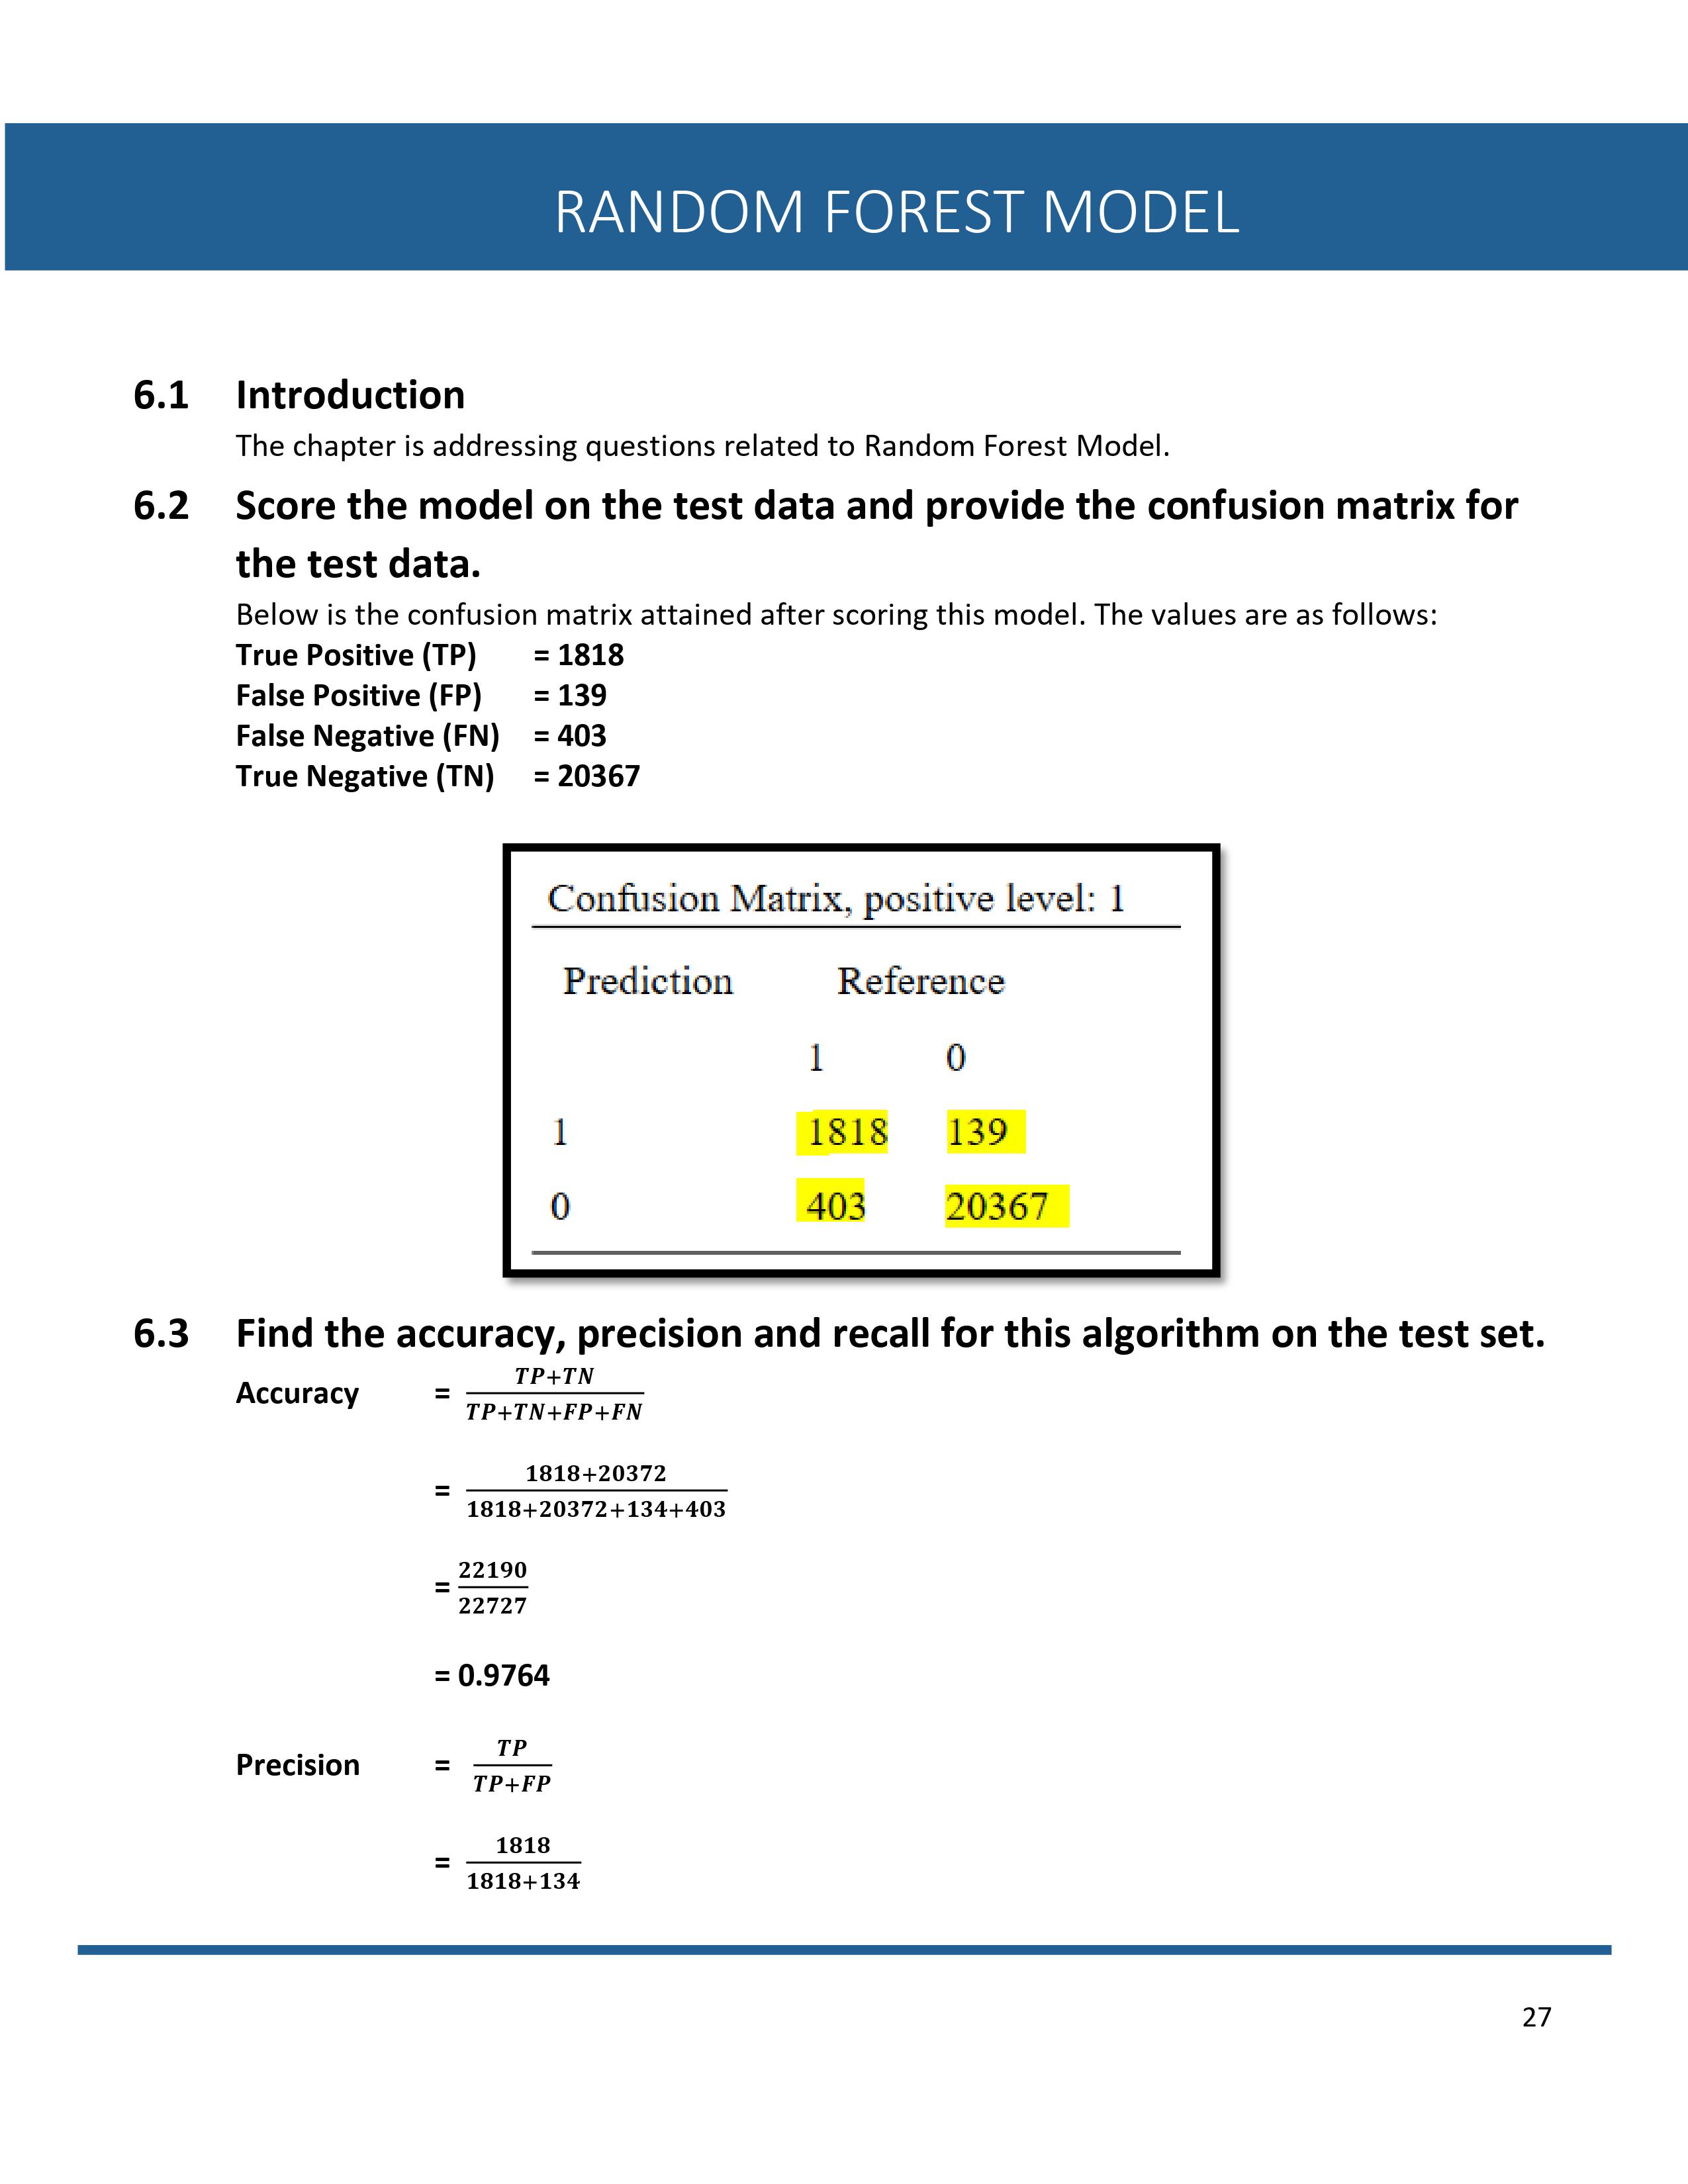 RANDOM FOREST MODEL
6.1 Introduction
The chapter is addressing questions related to Random Forest Model.
6.2 Score the model on the test data and provide the confusion matrix for
the test data.
Below is the confusion matrix attained after scoring this model. The values are as follows:
True Positive (TP) = 1818
False Positive (FP) = 139
False Negative (FN) = 403
True Negative (TN) = 20367
Confusion Matrix, positive level: 1
Prediction Reference
1 0
1 1818 139
0 403 20367
6.3 Find the accuracy, precision and recall for this algorithm on the test set.
TP+TN
Accuracy =
TP+TN+FP+FN
1818+20372
=
1818+20372+134+403
22190
=
22727
= 0.9764
TP
Precision =
TP+FP
1818
=
1818+134
27